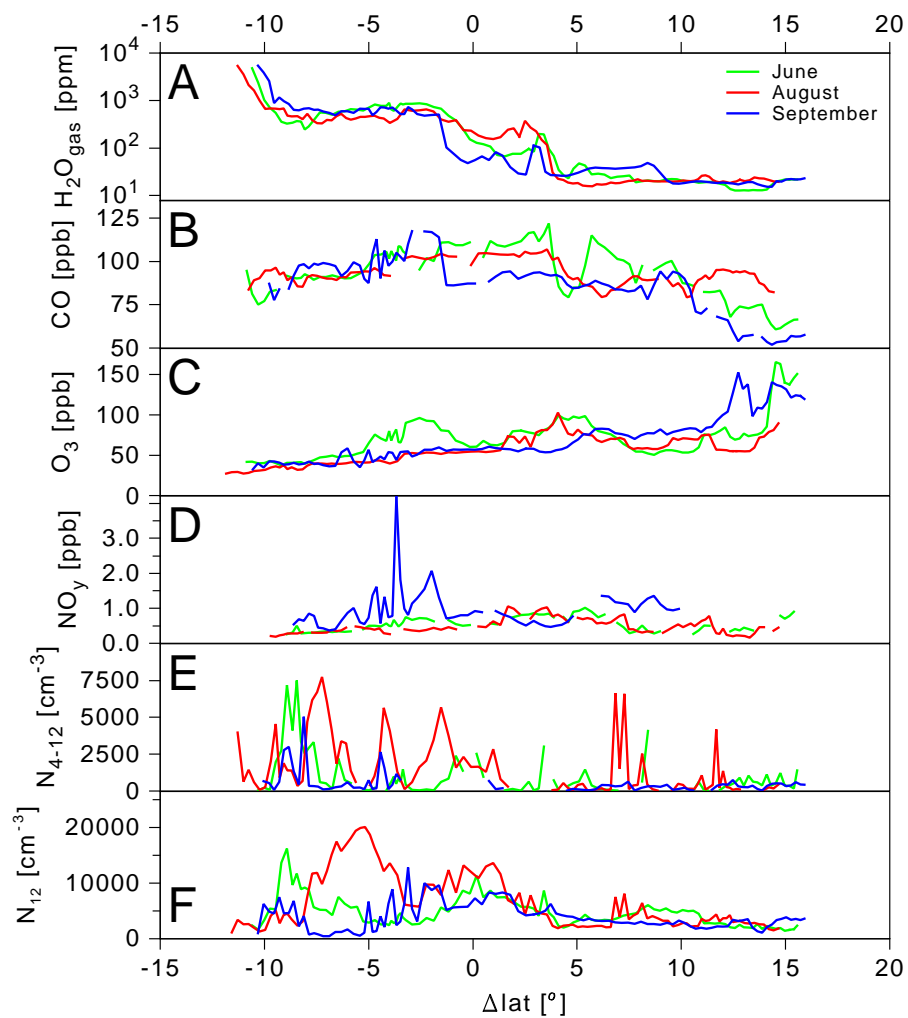 -15 -10 -5 0 5 10 15 20
A
H2Ogas [ppm]
10^4
10^3
10^2
10^1
June
August
September
B
CO [ppb]
125
100
75
50
C
O3 [ppb]
150
100
50
0
D
NOy [ppb]
3.0
2.0
1.0
0.0
E
N4-12 [cm-3]
7500
5000
2500
0
F
N12 [cm-3]
20000
10000
0
-15 -10 -5 0 5 10 15 20
Δlat [°]